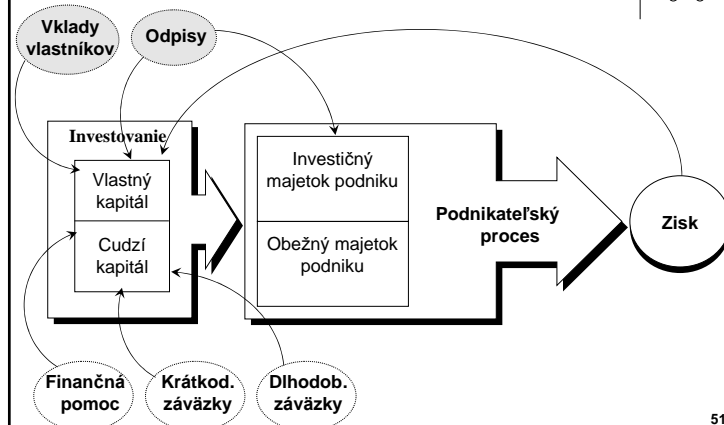 Vklady
vlastníkov
Odpisy
Investovanie
Vlastný
kapitál
Cudzí
kapitál
Investičný
majetok podniku
Obežný majetok
podniku
Podnikateľský
proces
Zisk
Finančná
pomoc
Krátkod.
záväzky
Dlhodob.
záväzky
51